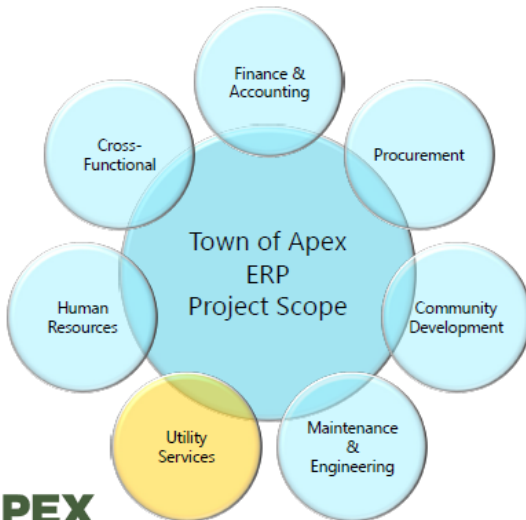 Finance &
Accounting
Cross-
Functional
Procurement
Town of Apex
ERP
Project Scope
Human
Resources
Community
Development
Utility
Services
Maintenance
&
Engineering
PEX